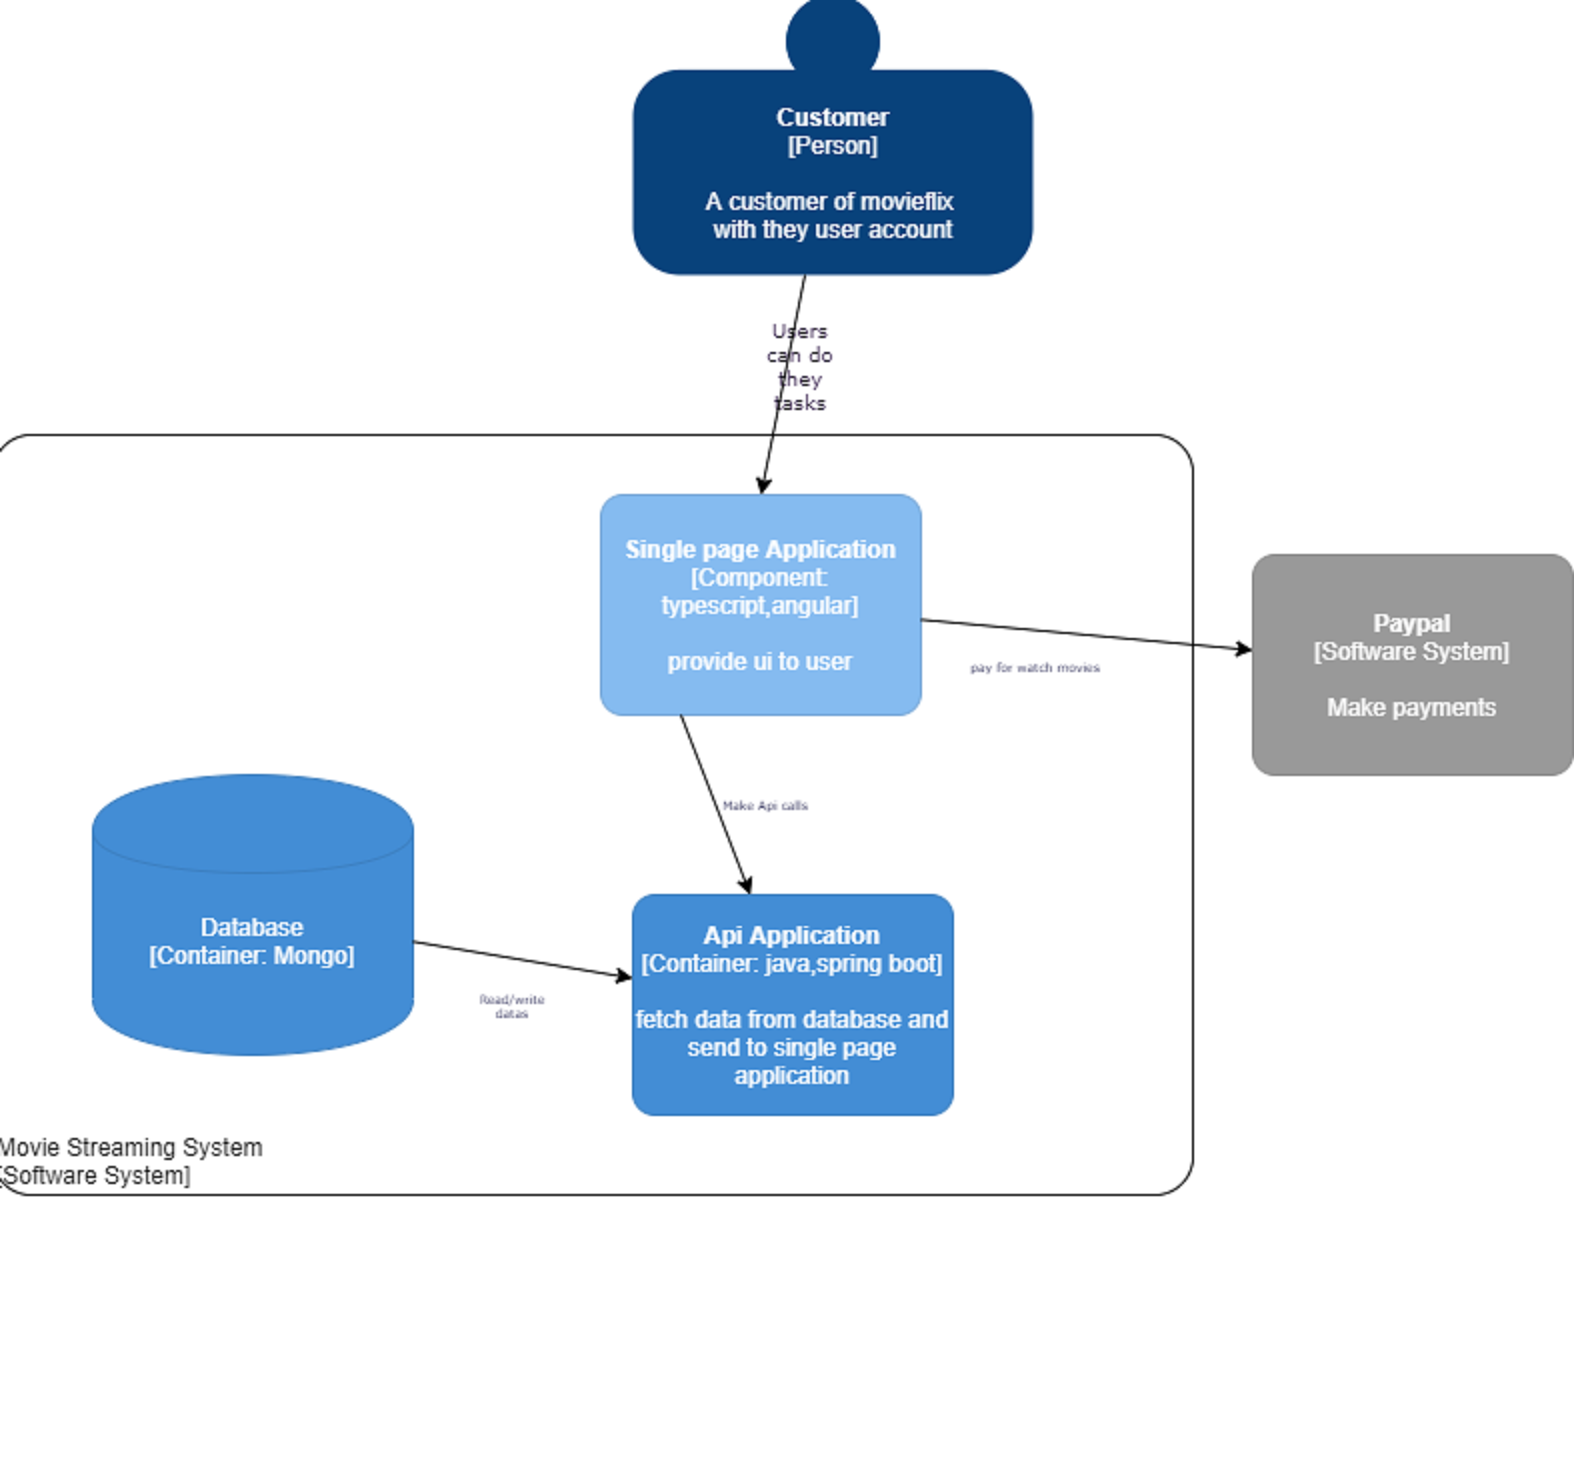 Customer
[Person]
A customer of movieflix
with they user account
Users
can do
they
tasks
Single page Application
[Component:
typescript,angular]
provide ui to user
pay for watch movies
Paypal
[Software System]
Make payments
Make Api calls
Database
[Container: Mongo]
Read/write
datas
Api Application
[Container: java,spring boot]
fetch data from database and
send to single page
application
Movie Streaming System
[Software System]